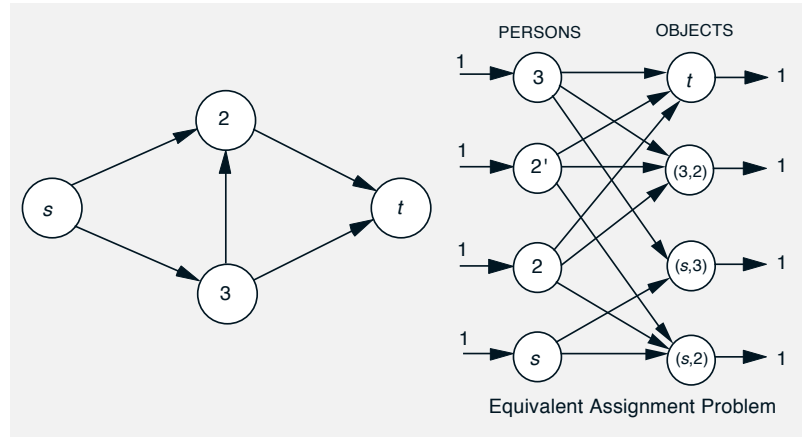 s
2
3
t
PERSONS OBJECTS
1 3 t 1
1 2' (3,2) 1
1 2 (s,3) 1
1 s (s,2) 1
Equivalent Assignment Problem